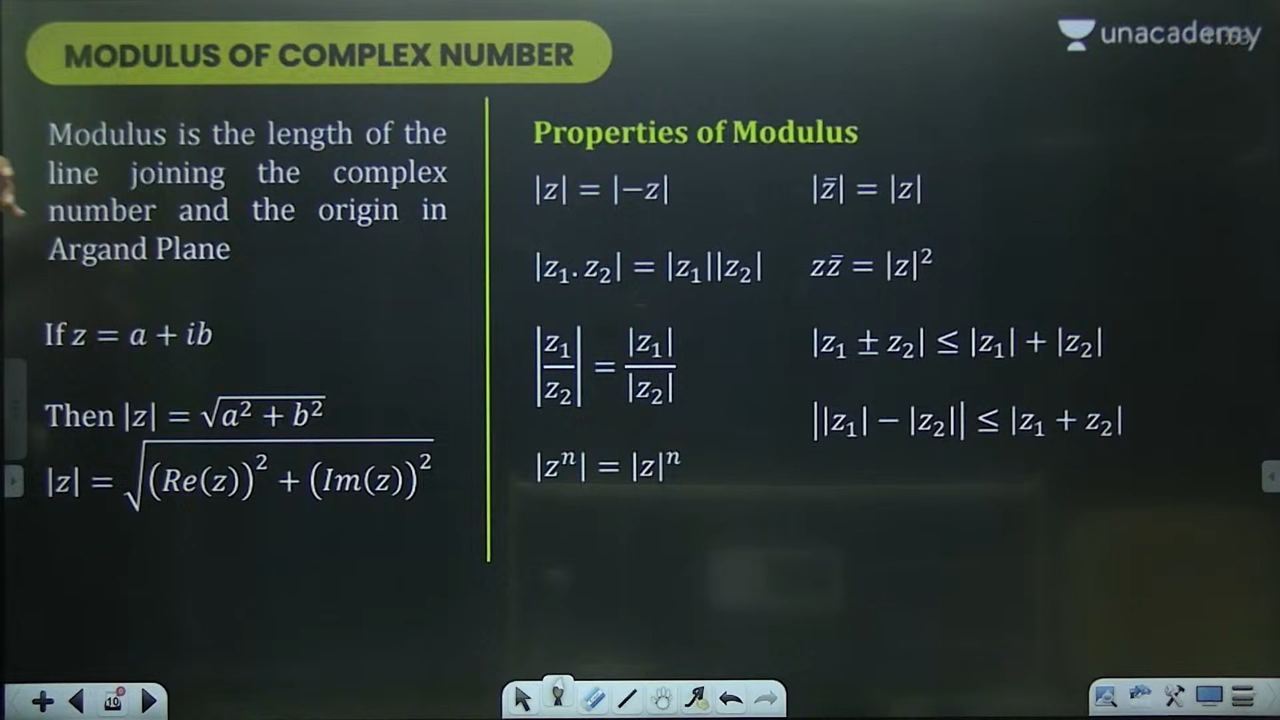 MODULUS OF COMPLEX NUMBER
unacademy
Modulus is the length of the
line joining the complex
number and the origin in
Argand Plane
If z = a + ib
Then |z| = √(a² + b²)
|z| = √((Re(z))² + (Im(z))²)
Properties of Modulus
|z| = |−z|
|z̄| = |z|
|z₁. z₂| = |z₁||z₂|
zz̄ = |z|²
|z₁/z₂| = |z₁|/|z₂|
|z₁ ± z₂| ≤ |z₁| + |z₂|
||z₁| − |z₂|| ≤ |z₁ + z₂|
|zⁿ| = |z|ⁿ
10